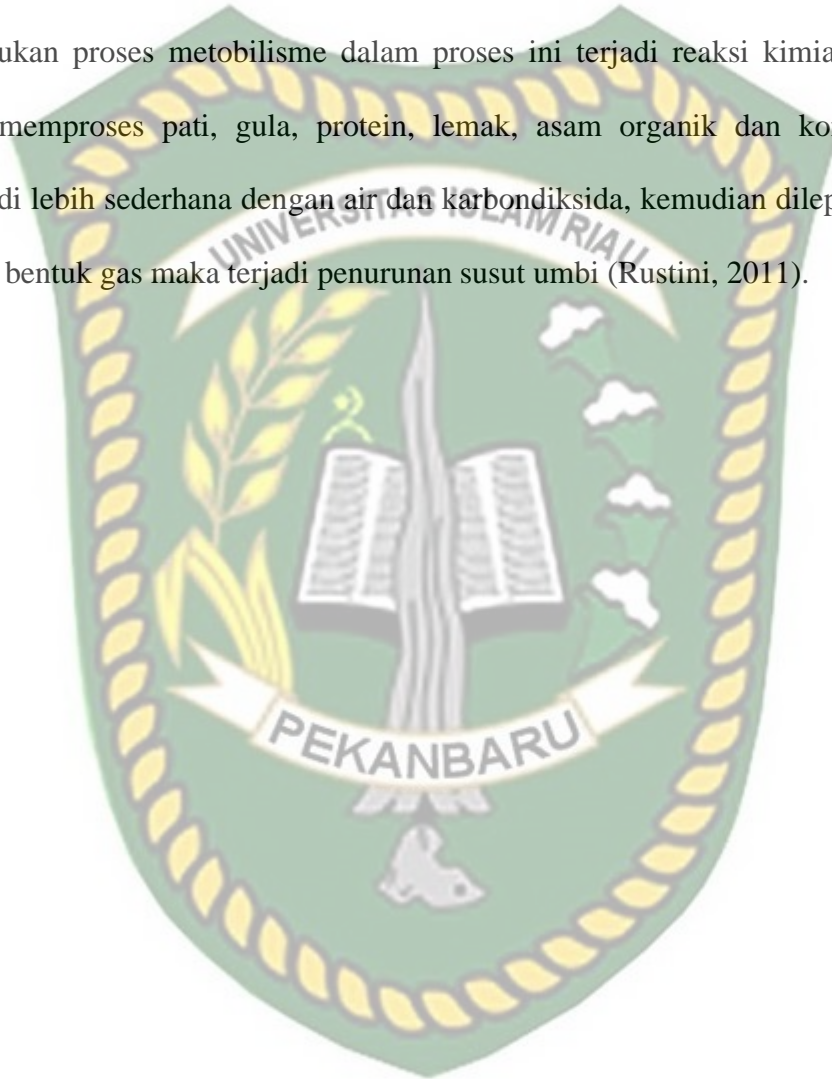 ukan proses metobilisme dalam proses ini terjadi reaksi kimia
memproses pati, gula, protein, lemak, asam organik dan ko
di lebih sederhana dengan air dan karbondiksida, kemudian dilep
bentuk gas maka terjadi penurunan susut umbi (Rustini, 2011).
UNIVERSITAS ISLAM RIAU
PEKANBARU